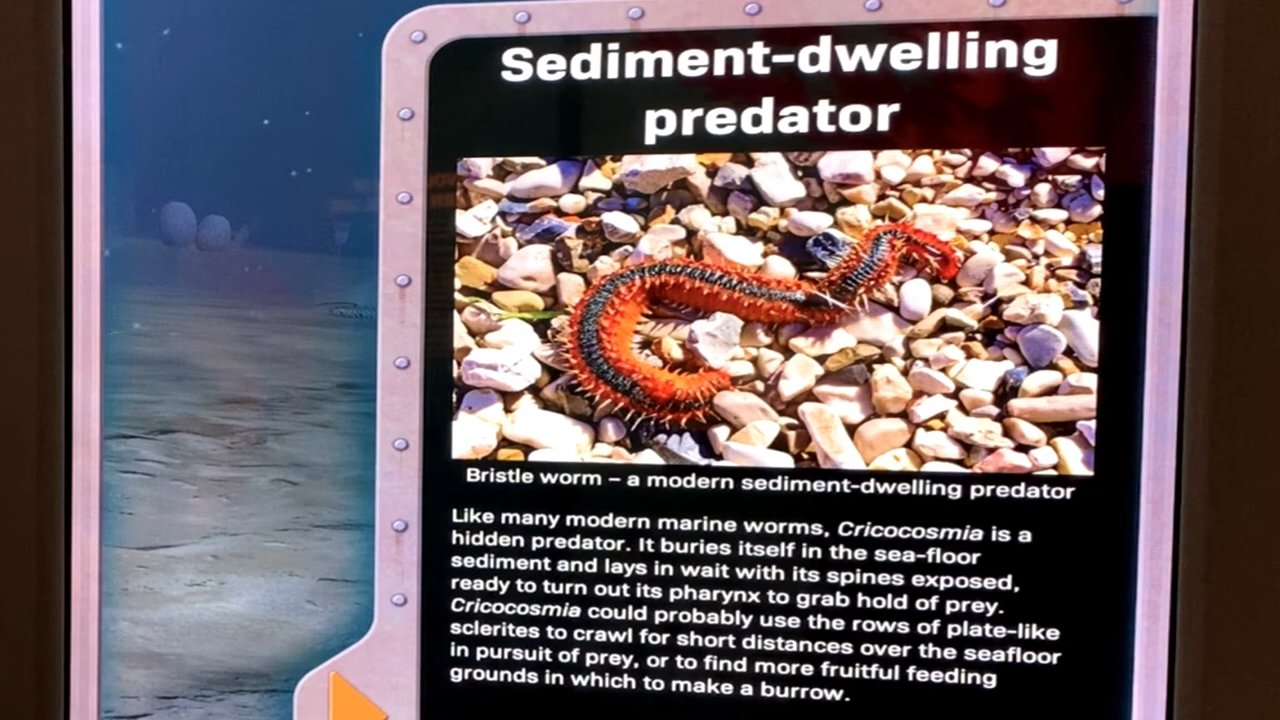 Sediment-dwelling
predator
Bristle worm – a modern sediment-dwelling predator
Like many modern marine worms, Cricocosmia is a
hidden predator. It buries itself in the sea-floor
sediment and lays in wait with its spines exposed,
ready to turn out its pharynx to grab hold of prey.
Cricocosmia could probably use the rows of plate-like
sclerites to crawl for short distances over the seafloor
in pursuit of prey, or to find more fruitful feeding
grounds in which to make a burrow.